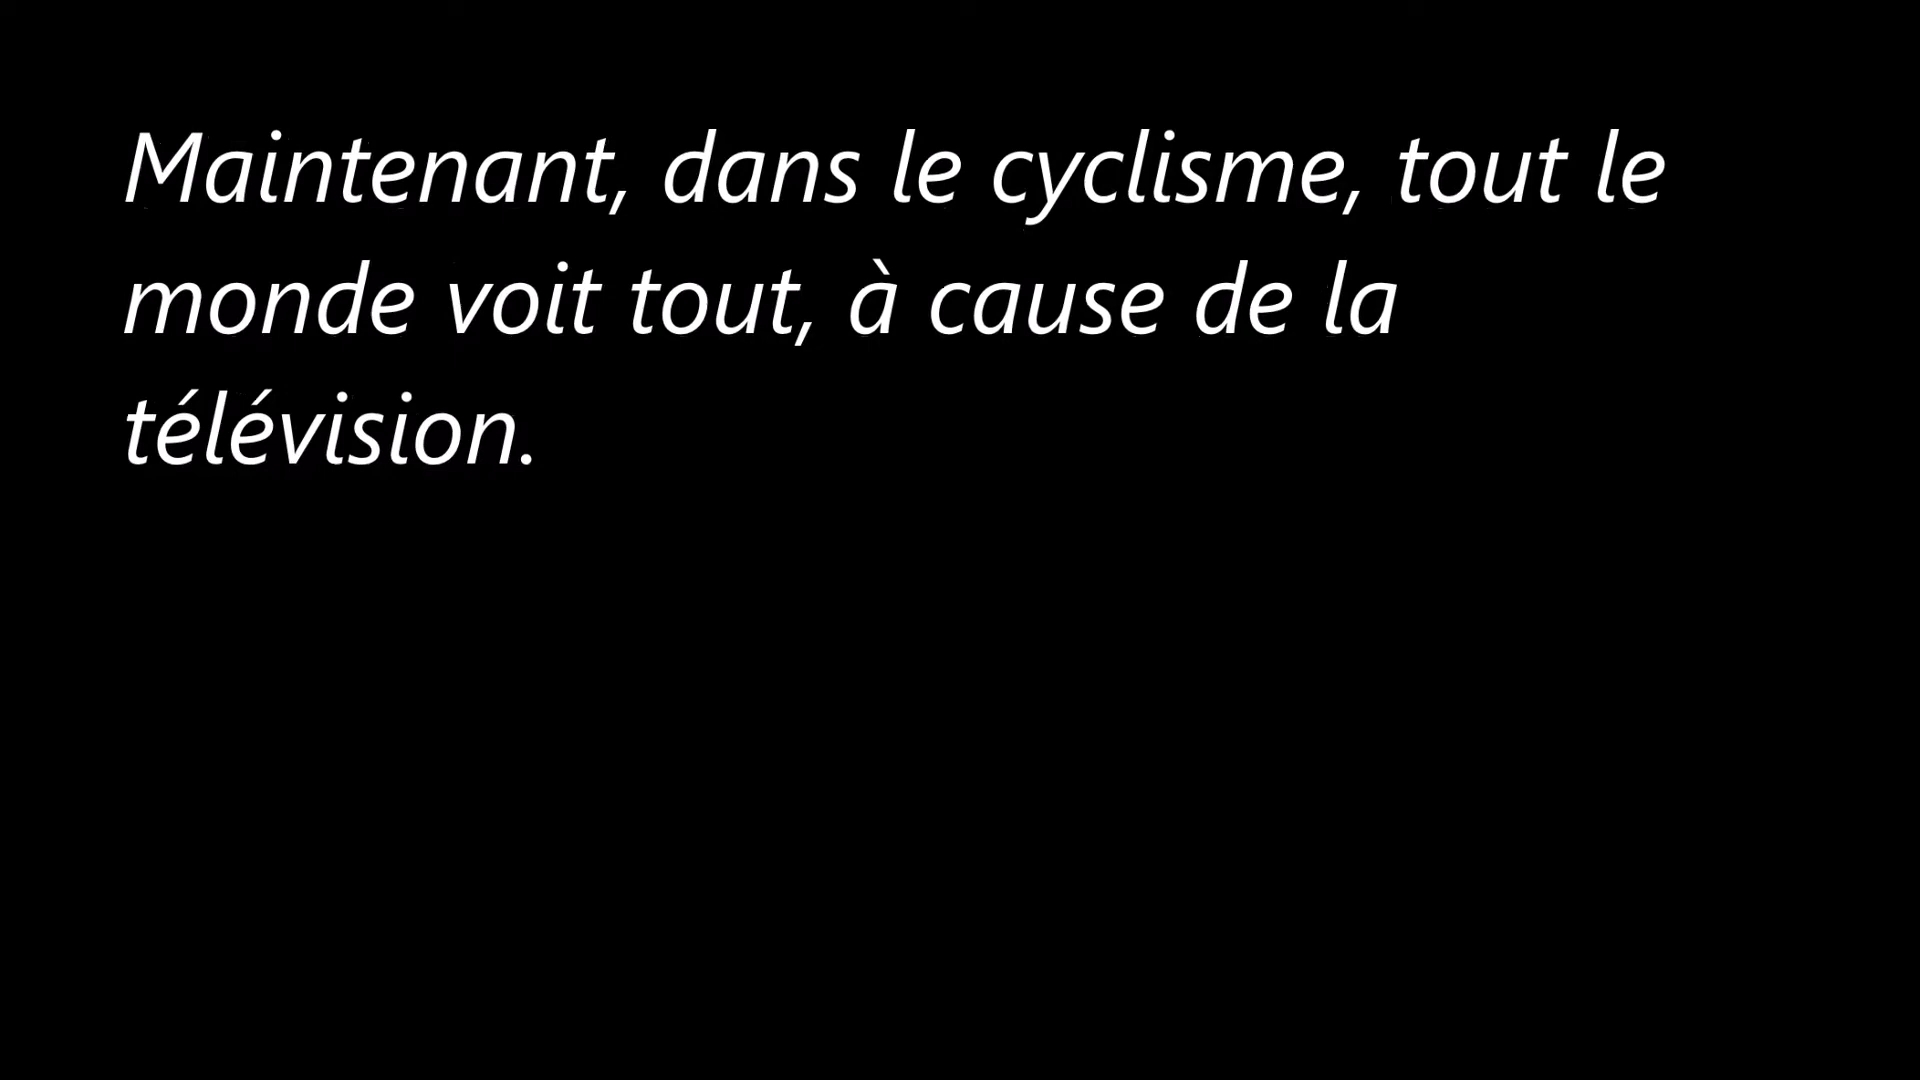 Maintenant, dans le cyclisme, tout le
monde voit tout, à cause de la
télévision.